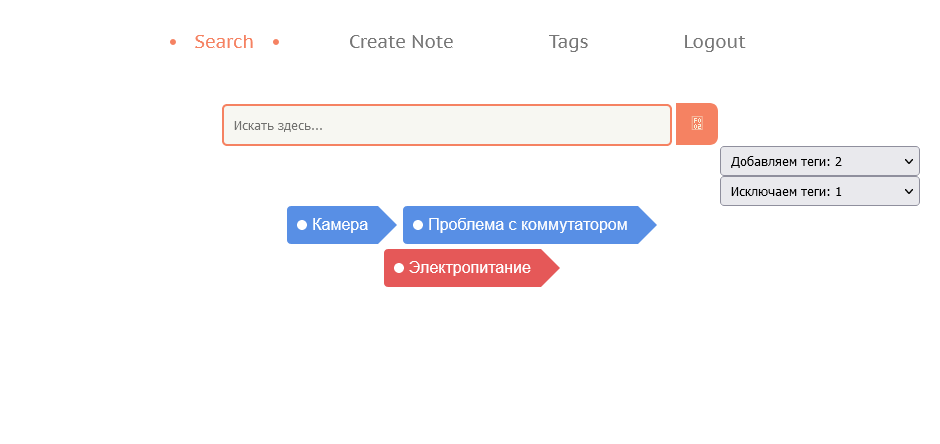 Search Create Note Tags Logout
Искать здесь...
Добавляем теги: 2
Исключаем теги: 1
Камера Проблема с коммутатором
Электропитание